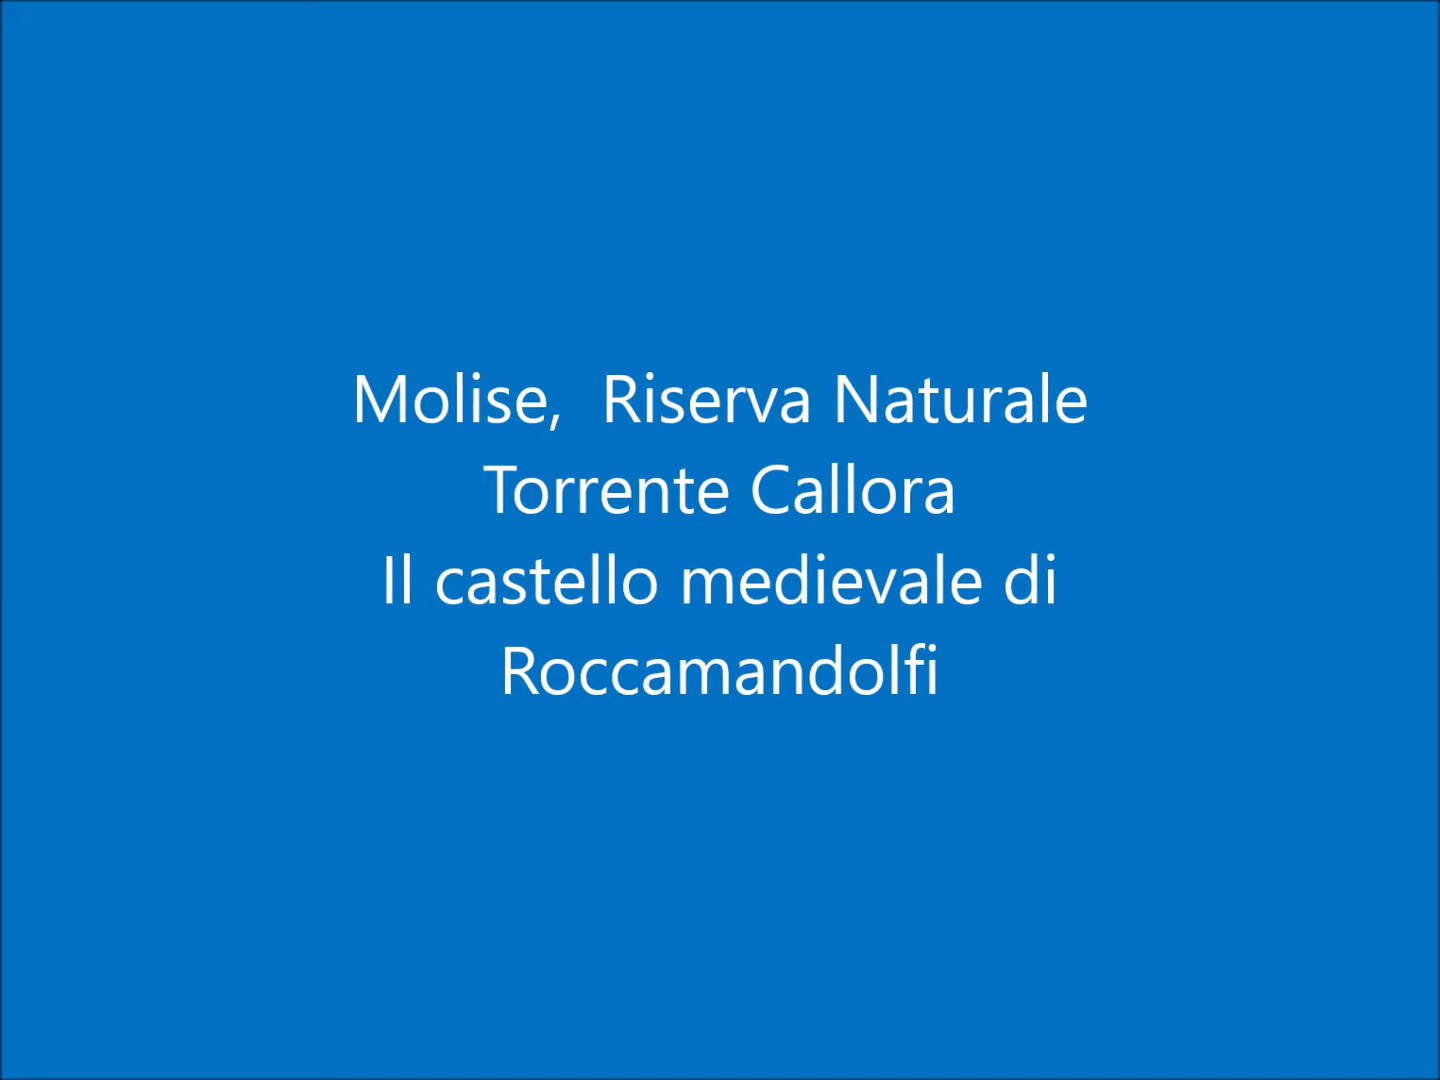 Molise,  Riserva Naturale
Torrente Callora
Il castello medievale di
Roccamandolfi